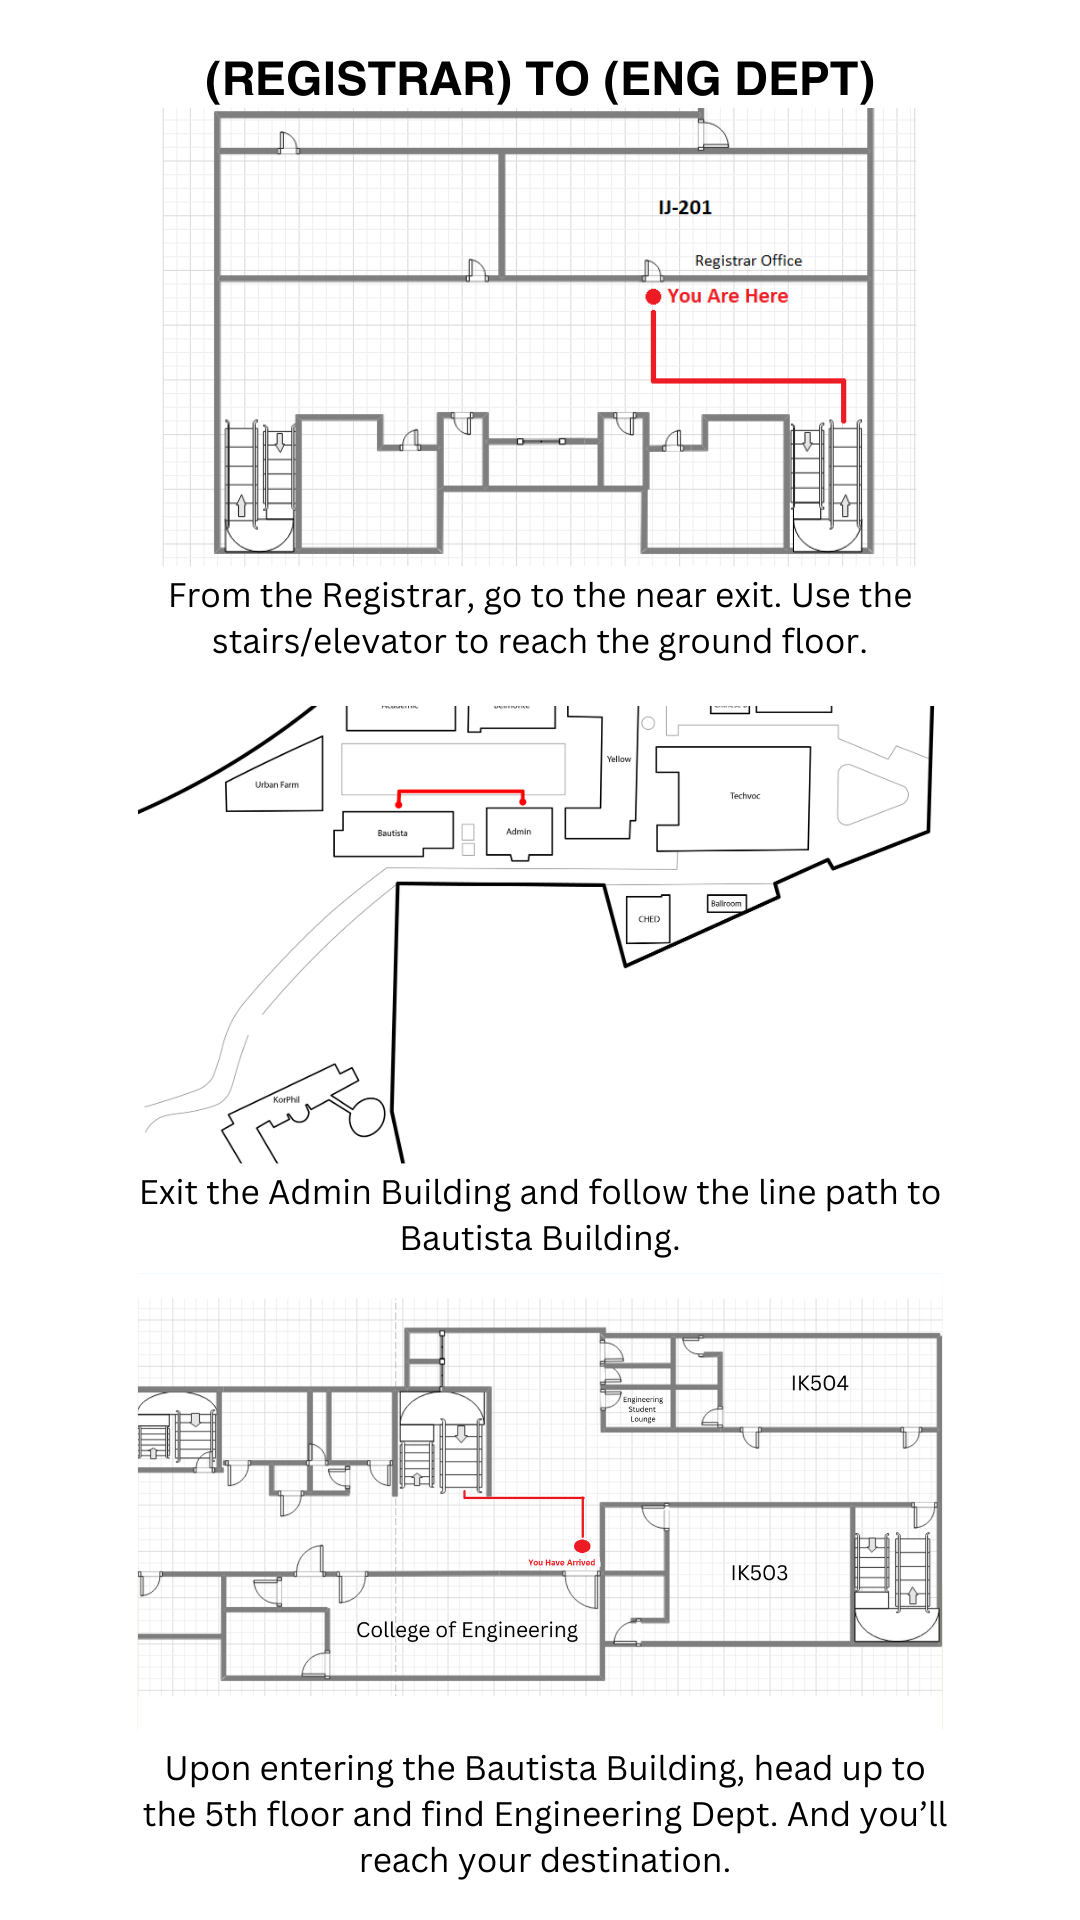 (REGISTRAR) TO (ENG DEPT)
IJ-201
Registrar Office
You Are Here
From the Registrar, go to the near exit. Use the
stairs/elevator to reach the ground floor.
Academic
Belmonte
Yellow
Urban Farm
Techvoc
Bautista
Admin
CHED
Ballroom
KorPhil
Exit the Admin Building and follow the line path to
Bautista Building.
IK504
Engineering
Student
Lounge
You Have Arrived
IK503
College of Engineering
Upon entering the Bautista Building, head up to
the 5th floor and find Engineering Dept. And you’ll
reach your destination.